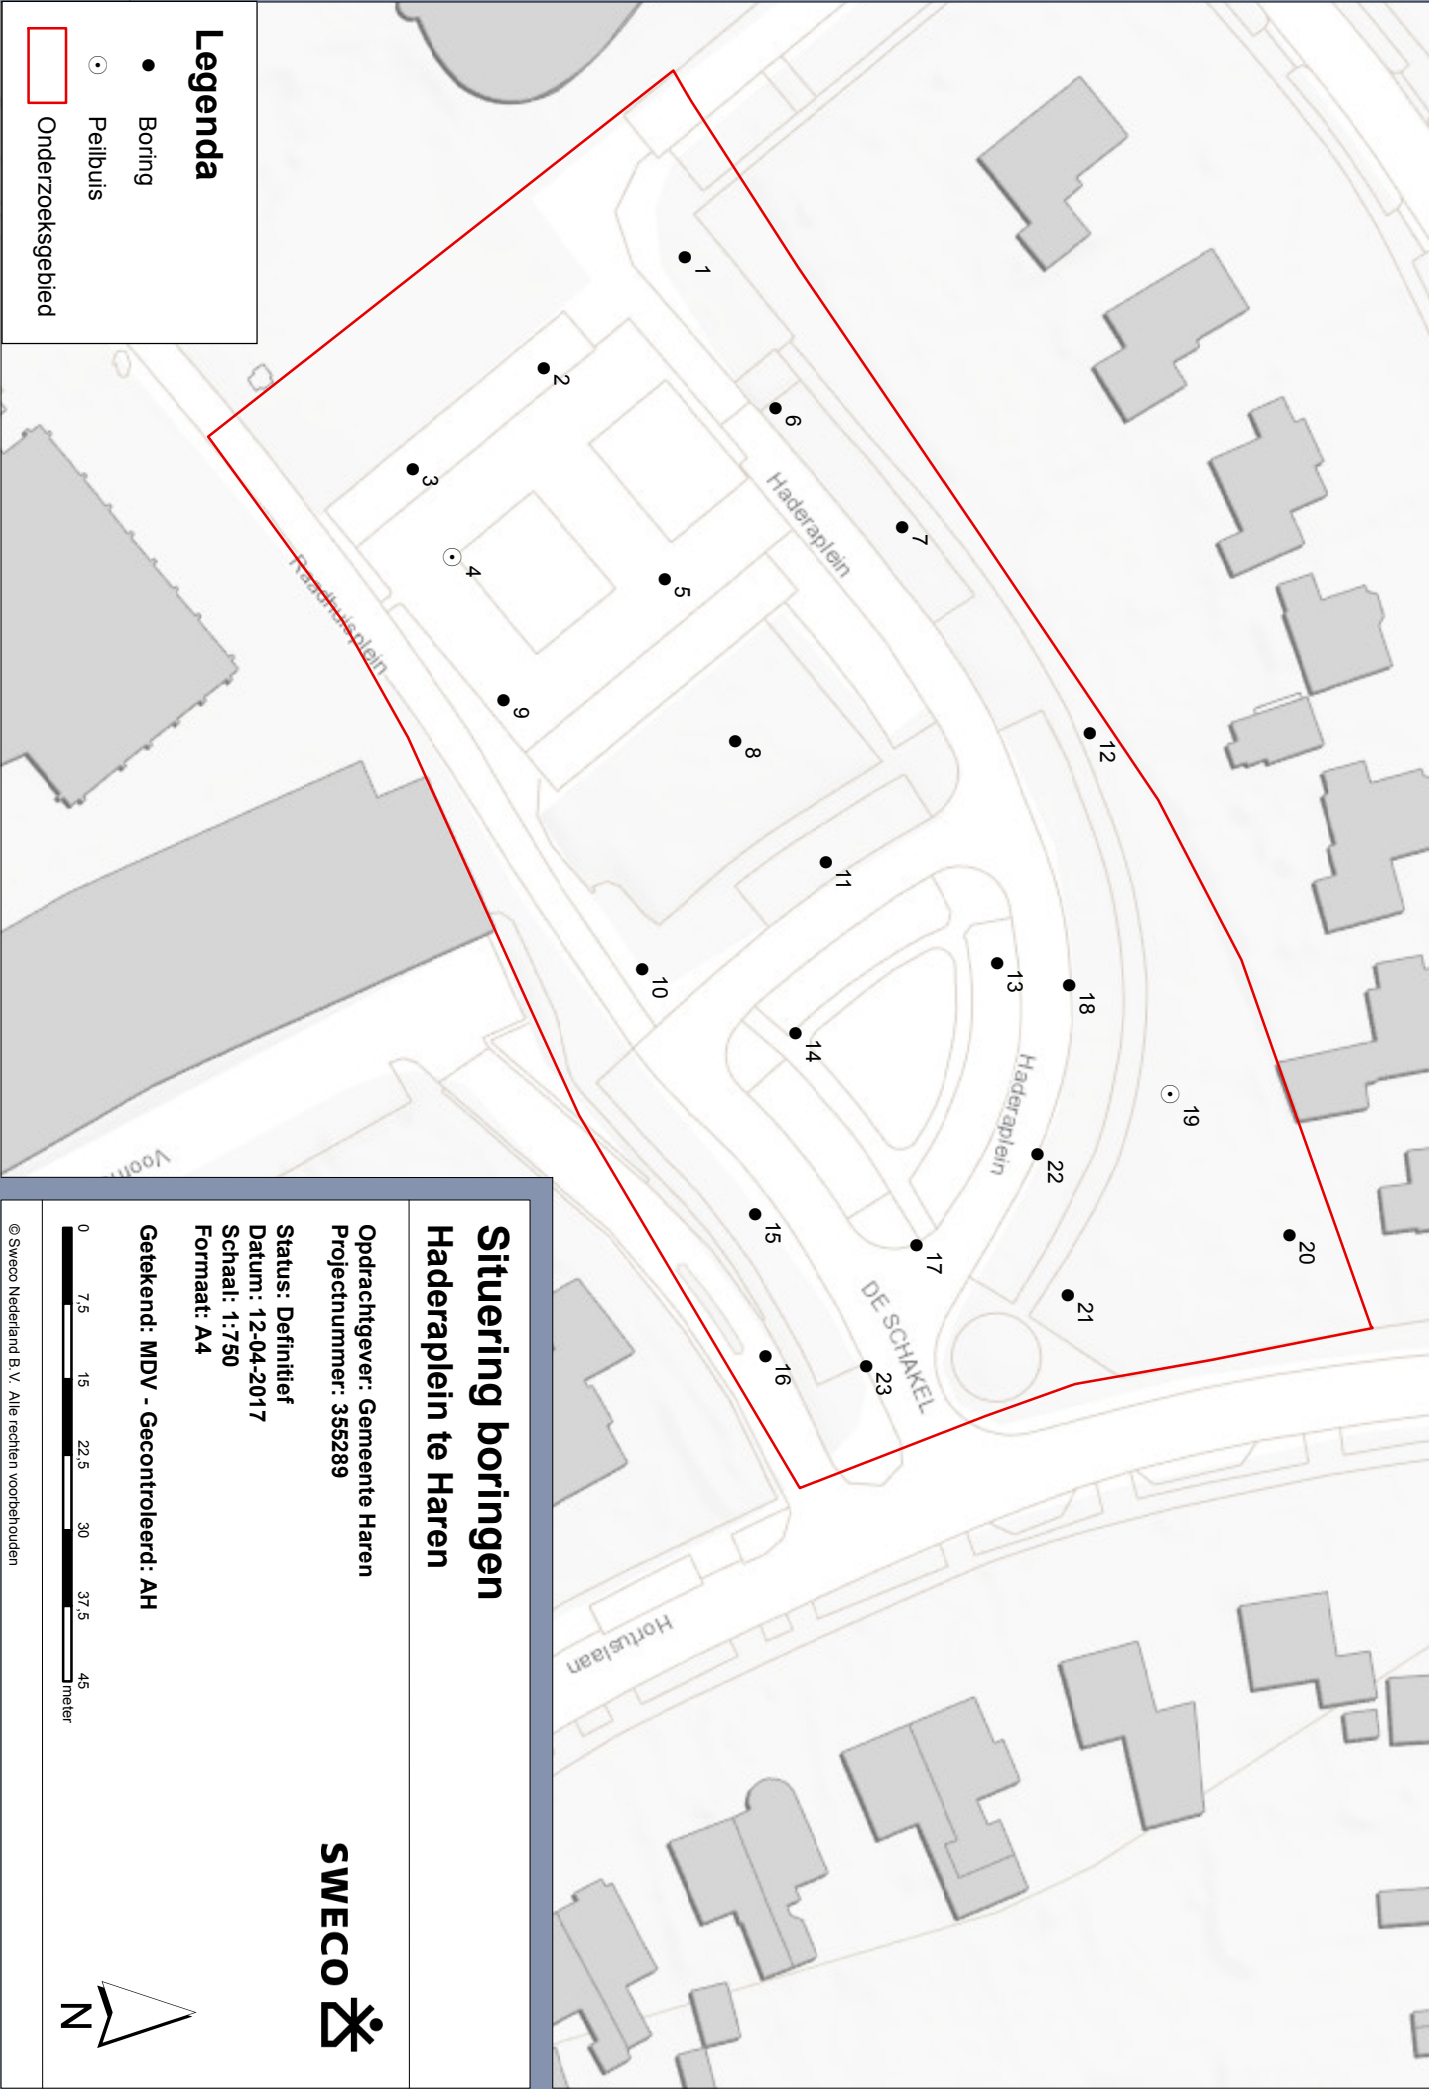 Legenda
Boring
Peilbuis
Onderzoeksgebied
1
2
3
4
5
6
7
8
9
10
11
12
13
14
15
16
17
18
19
20
21
22
23
Haderaplein
Haderaplein
Raadhuisplein
DE SCHAKEL
Hortuslaan
Situering boringen
Haderaplein te Haren
Opdrachtgever: Gemeente Haren
Projectnummer: 355289
Status: Definitief
Datum: 12-04-2017
Schaal: 1:750
Formaat: A4
Getekend: MDV - Gecontroleerd: AH
0 7,5 15 22,5 30 37,5 45
meter
© Sweco Nederland B.V. Alle rechten voorbehouden
SWECO
N